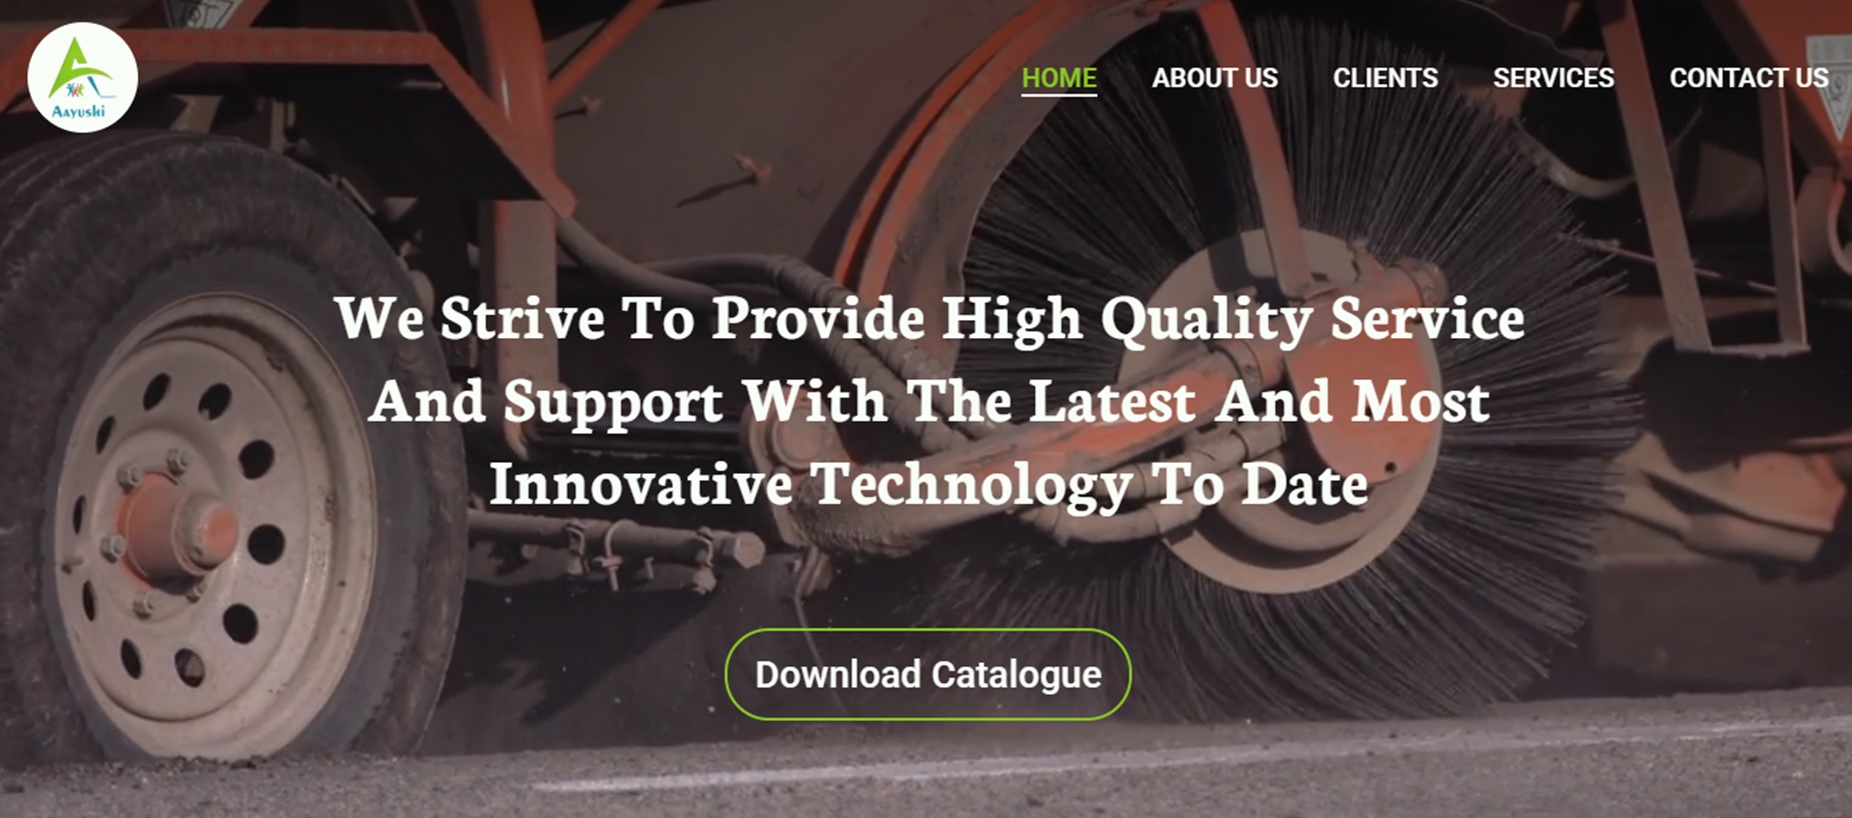 Aayushi
HOME ABOUT US CLIENTS SERVICES CONTACT US
We Strive To Provide High Quality Service
And Support With The Latest And Most
Innovative Technology To Date
Download Catalogue